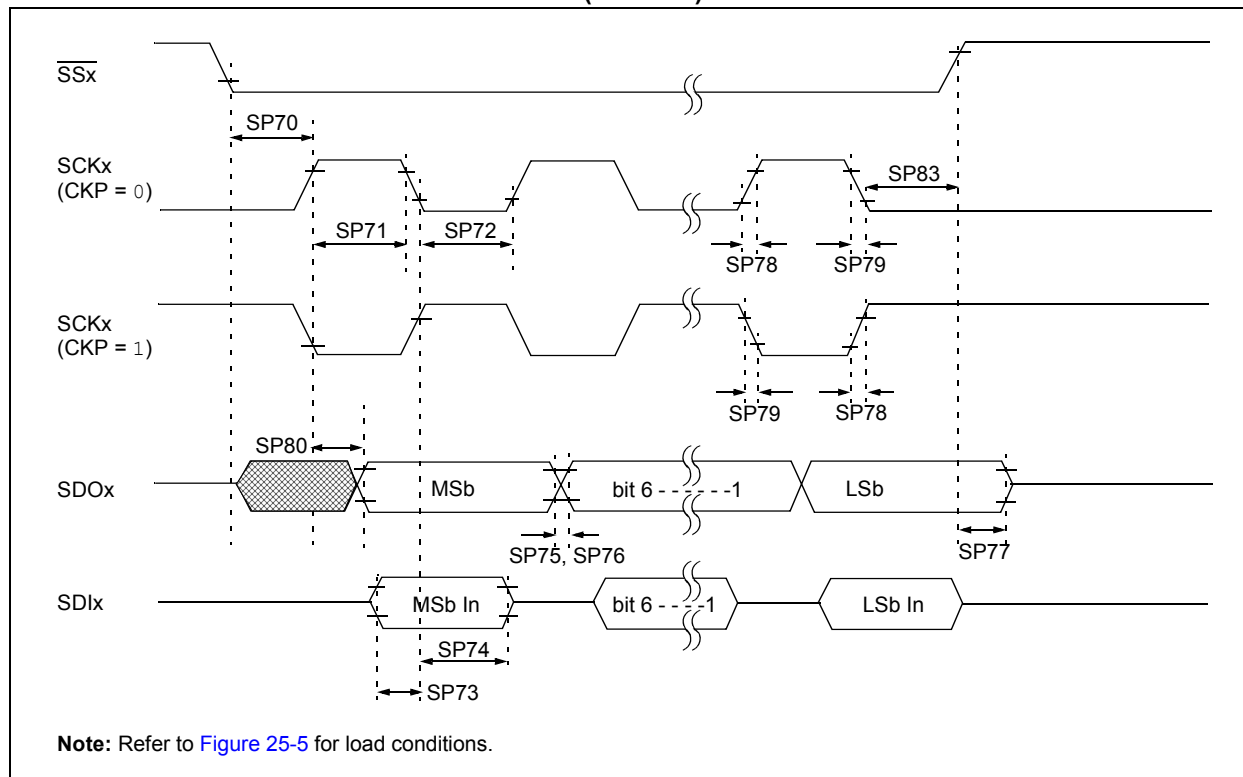 SSx
SP70
SCKx
(CKP = 0)
SP83
SP71
SP72
SP78
SP79
SCKx
(CKP = 1)
SP79
SP78
SP80
SDOx
MSb
bit 6 - - - - - -1
LSb
SP75, SP76
SP77
SDIx
MSb In
bit 6 - - - -1
LSb In
SP74
SP73
Note: Refer to Figure 25-5 for load conditions.